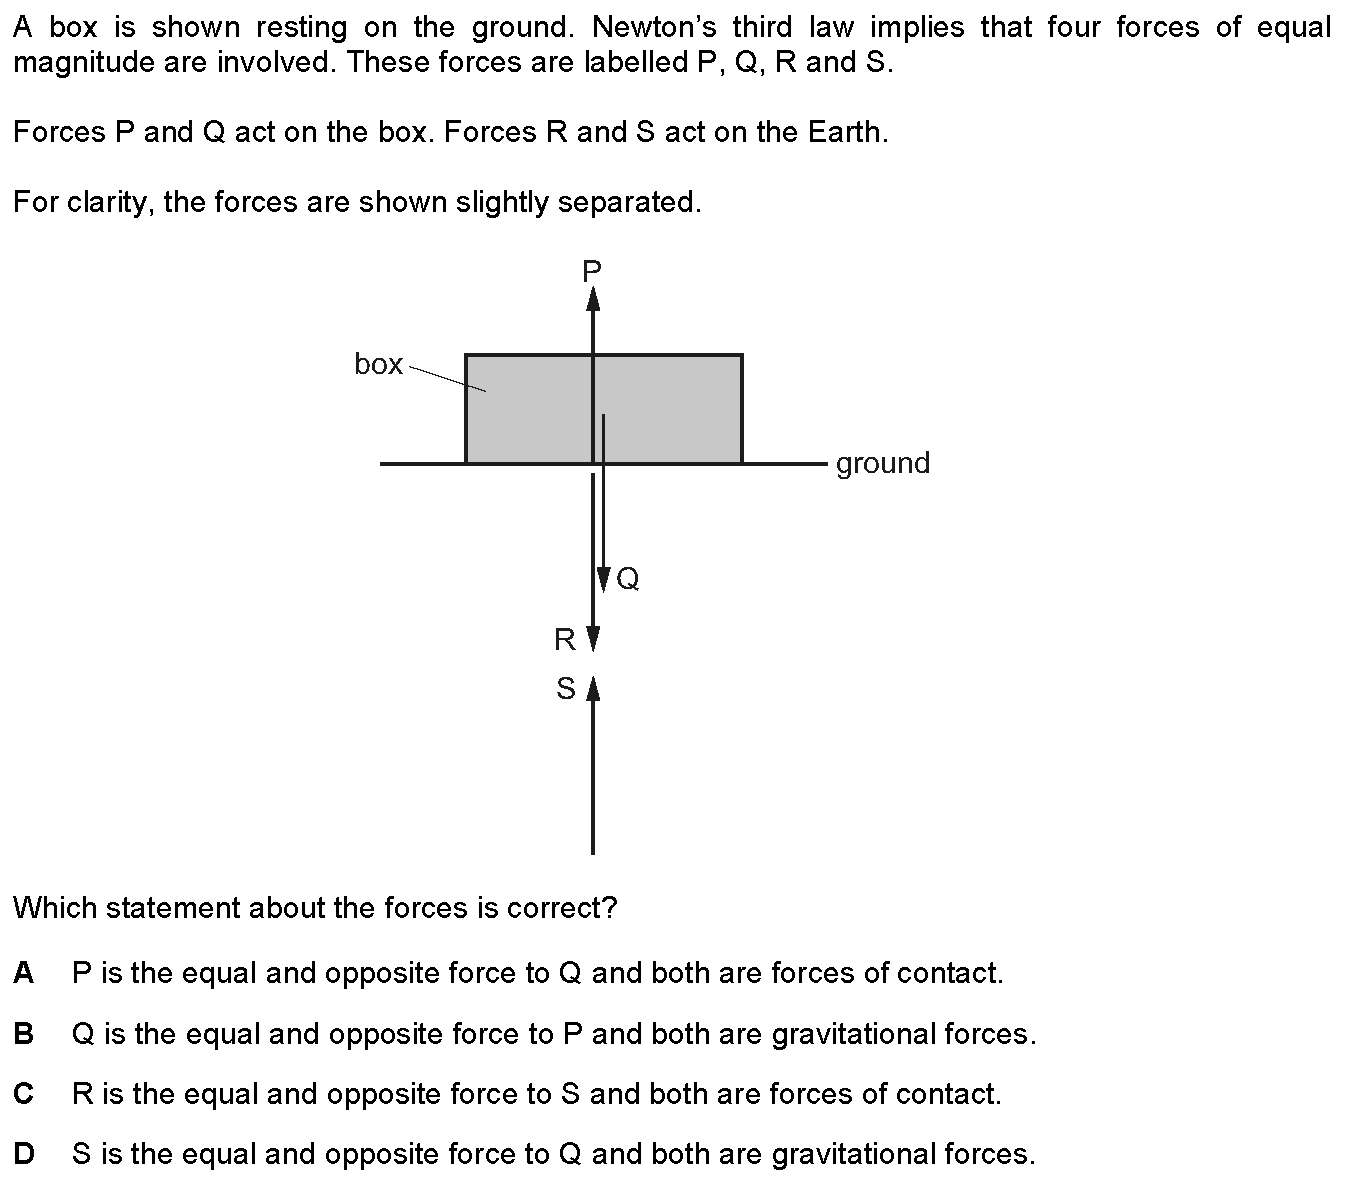 A box is shown resting on the ground. Newton's third law implies that four forces of equal
magnitude are involved. These forces are labelled P, Q, R and S.
Forces P and Q act on the box. Forces R and S act on the Earth.
For clarity, the forces are shown slightly separated.
P
box
ground
Q
R
S
Which statement about the forces is correct?
A P is the equal and opposite force to Q and both are forces of contact.
B Q is the equal and opposite force to P and both are gravitational forces.
C R is the equal and opposite force to S and both are forces of contact.
D S is the equal and opposite force to Q and both are gravitational forces.